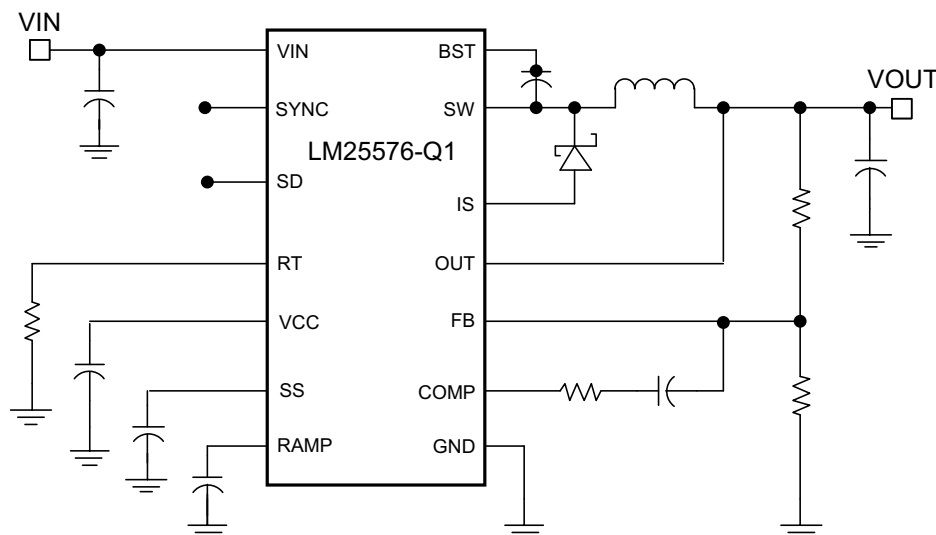 VIN
VOUT
LM25576-Q1
VIN
SYNC
SD
RT
VCC
SS
RAMP
BST
SW
IS
OUT
FB
COMP
GND